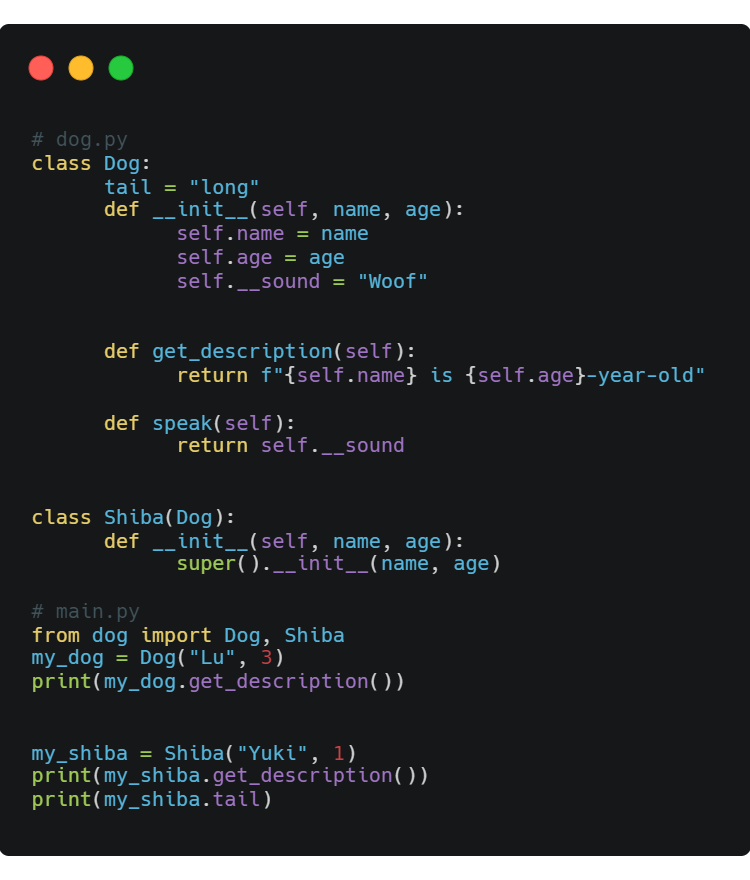 # dog.py
class Dog:
      tail = "long"
      def __init__(self, name, age):
            self.name = name
            self.age = age
            self.__sound = "Woof"
      def get_description(self):
            return f"{self.name} is {self.age}-year-old"
      def speak(self):
            return self.__sound
class Shiba(Dog):
      def __init__(self, name, age):
            super().__init__(name, age)
# main.py
from dog import Dog, Shiba
my_dog = Dog("Lu", 3)
print(my_dog.get_description())
my_shiba = Shiba("Yuki", 1)
print(my_shiba.get_description())
print(my_shiba.tail)